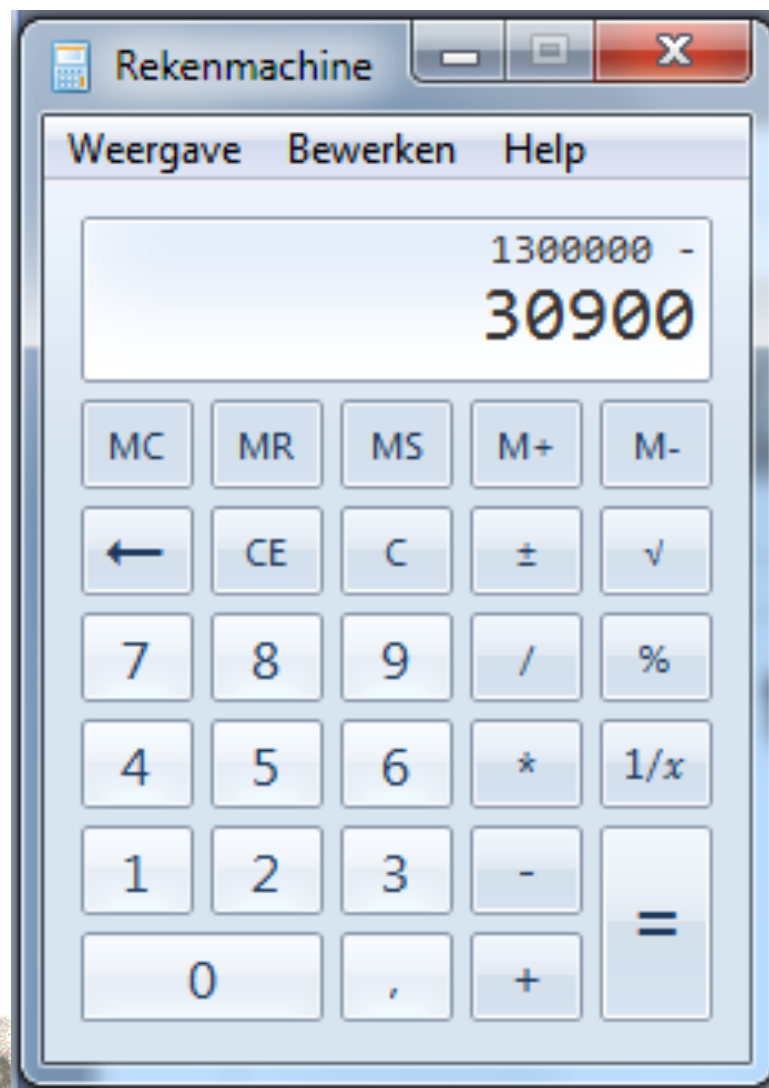 Rekenmachine
Weergave Bewerken Help
1300000 -
30900
MC MR MS M+ M-
← CE C ± √
7 8 9 / %
4 5 6 * 1/x
1 2 3 - =
0 , +